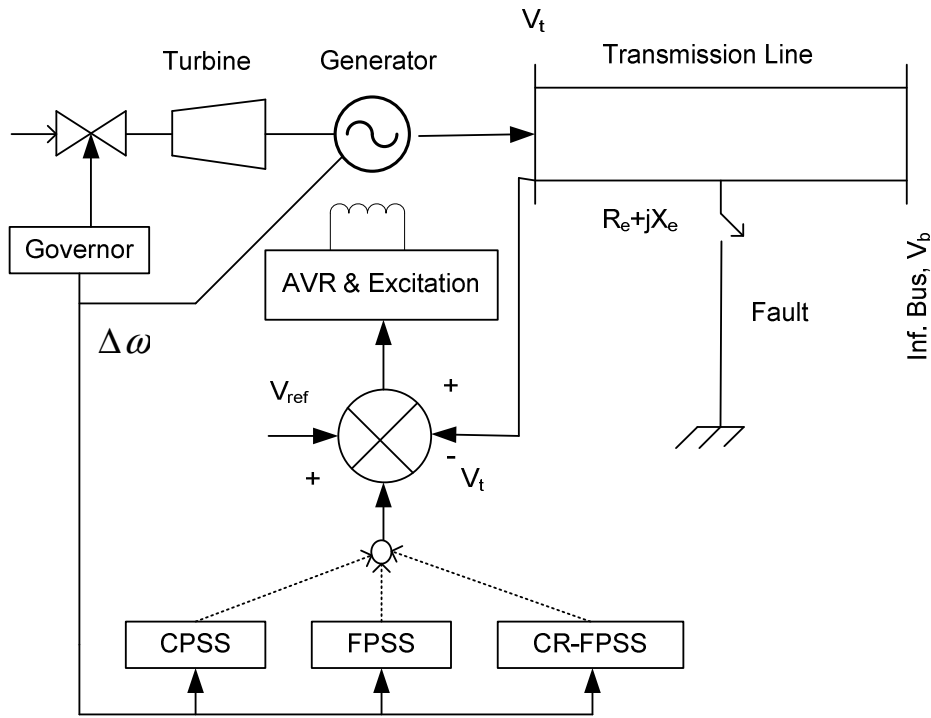 V_t
Turbine
Generator
Transmission Line
Governor
R_e+jX_e
Inf. Bus, V_b
AVR & Excitation
Fault
Δω
V_ref
+
+
-
V_t
CPSS
FPSS
CR-FPSS